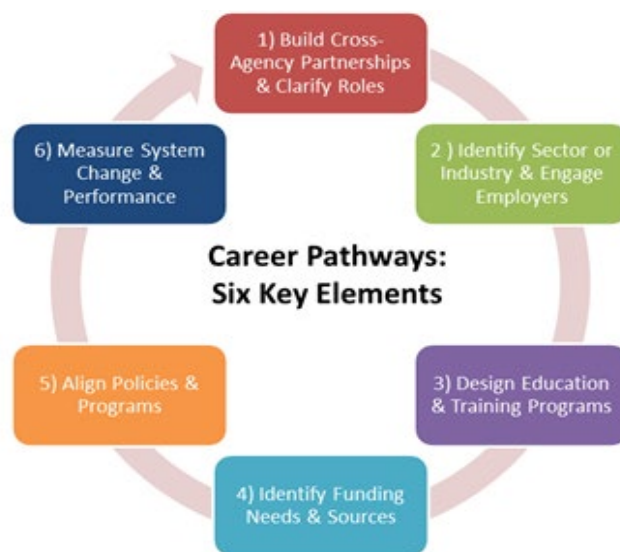 1) Build Cross-
Agency Partnerships
& Clarify Roles
2 ) Identify Sector or
Industry & Engage
Employers
3) Design Education
& Training Programs
4) Identify Funding
Needs & Sources
5) Align Policies &
Programs
6) Measure System
Change &
Performance
Career Pathways:
Six Key Elements